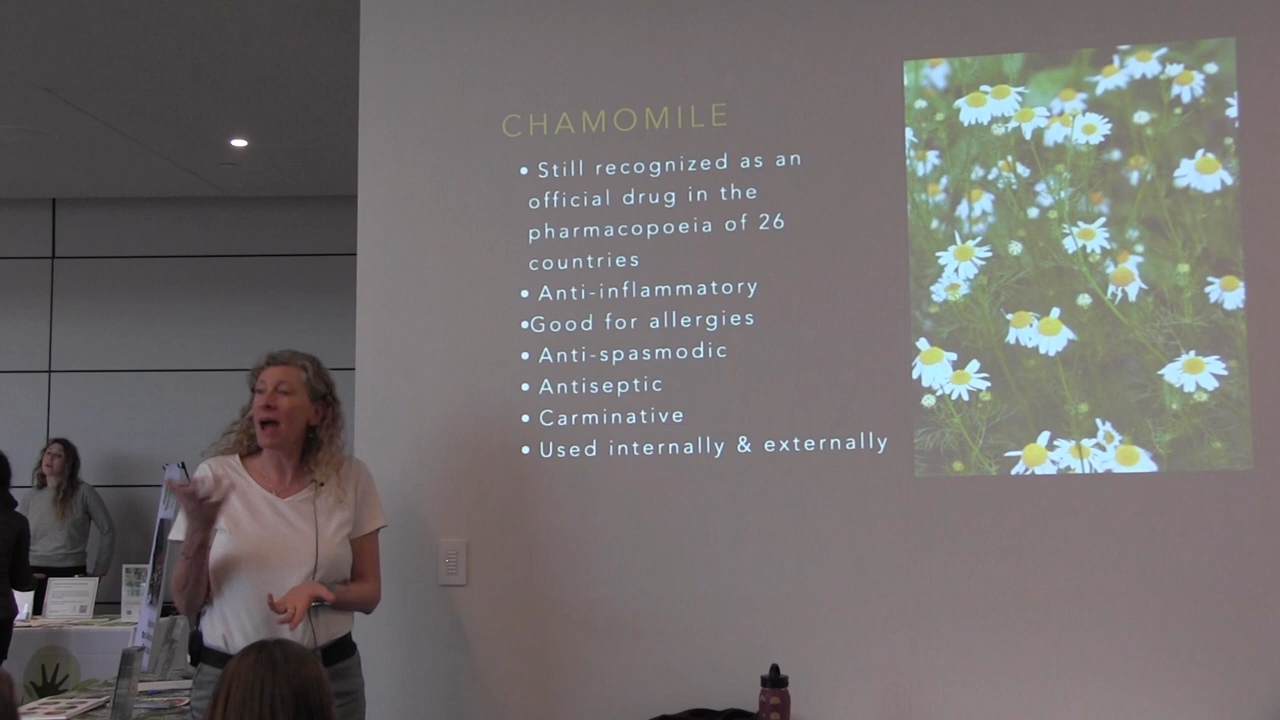 CHAMOMILE
• Still recognized as an
official drug in the
pharmacopoeia of 26
countries
• Anti-inflammatory
•Good for allergies
• Anti-spasmodic
• Antiseptic
• Carminative
• Used internally & externally